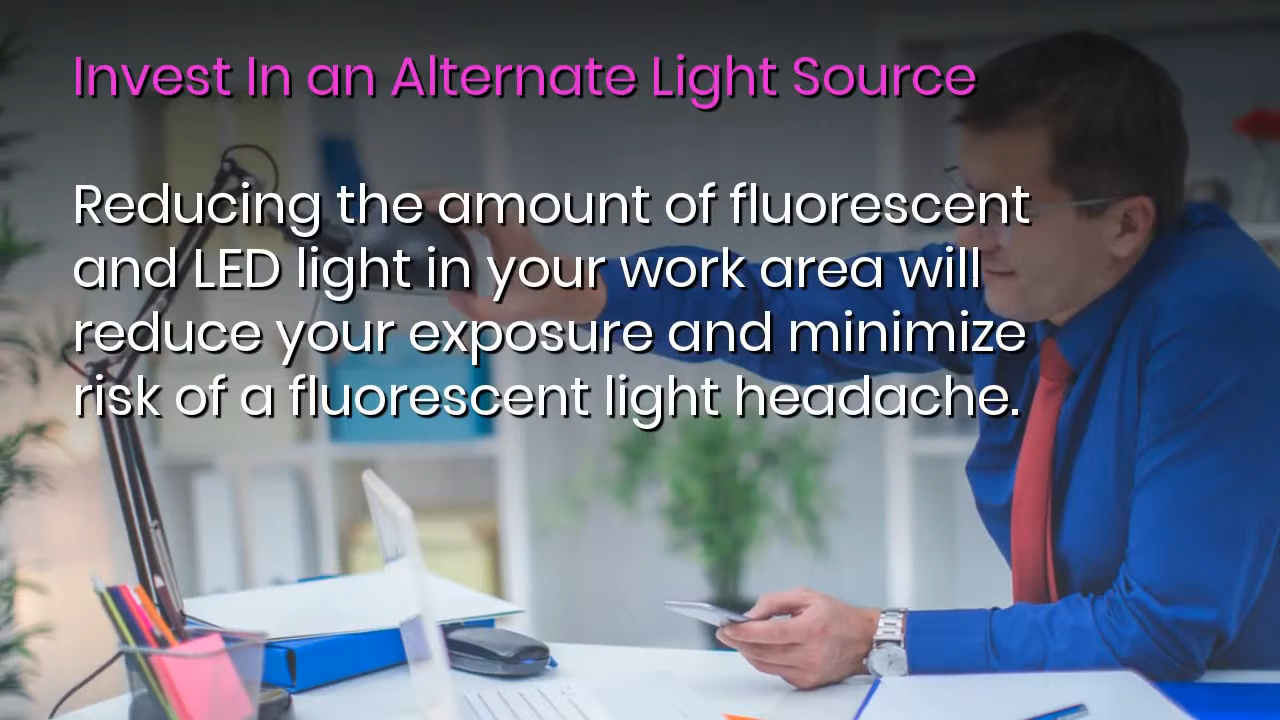 Invest In an Alternate Light Source
Reducing the amount of fluorescent
and LED light in your work area will
reduce your exposure and minimize
risk of a fluorescent light headache.